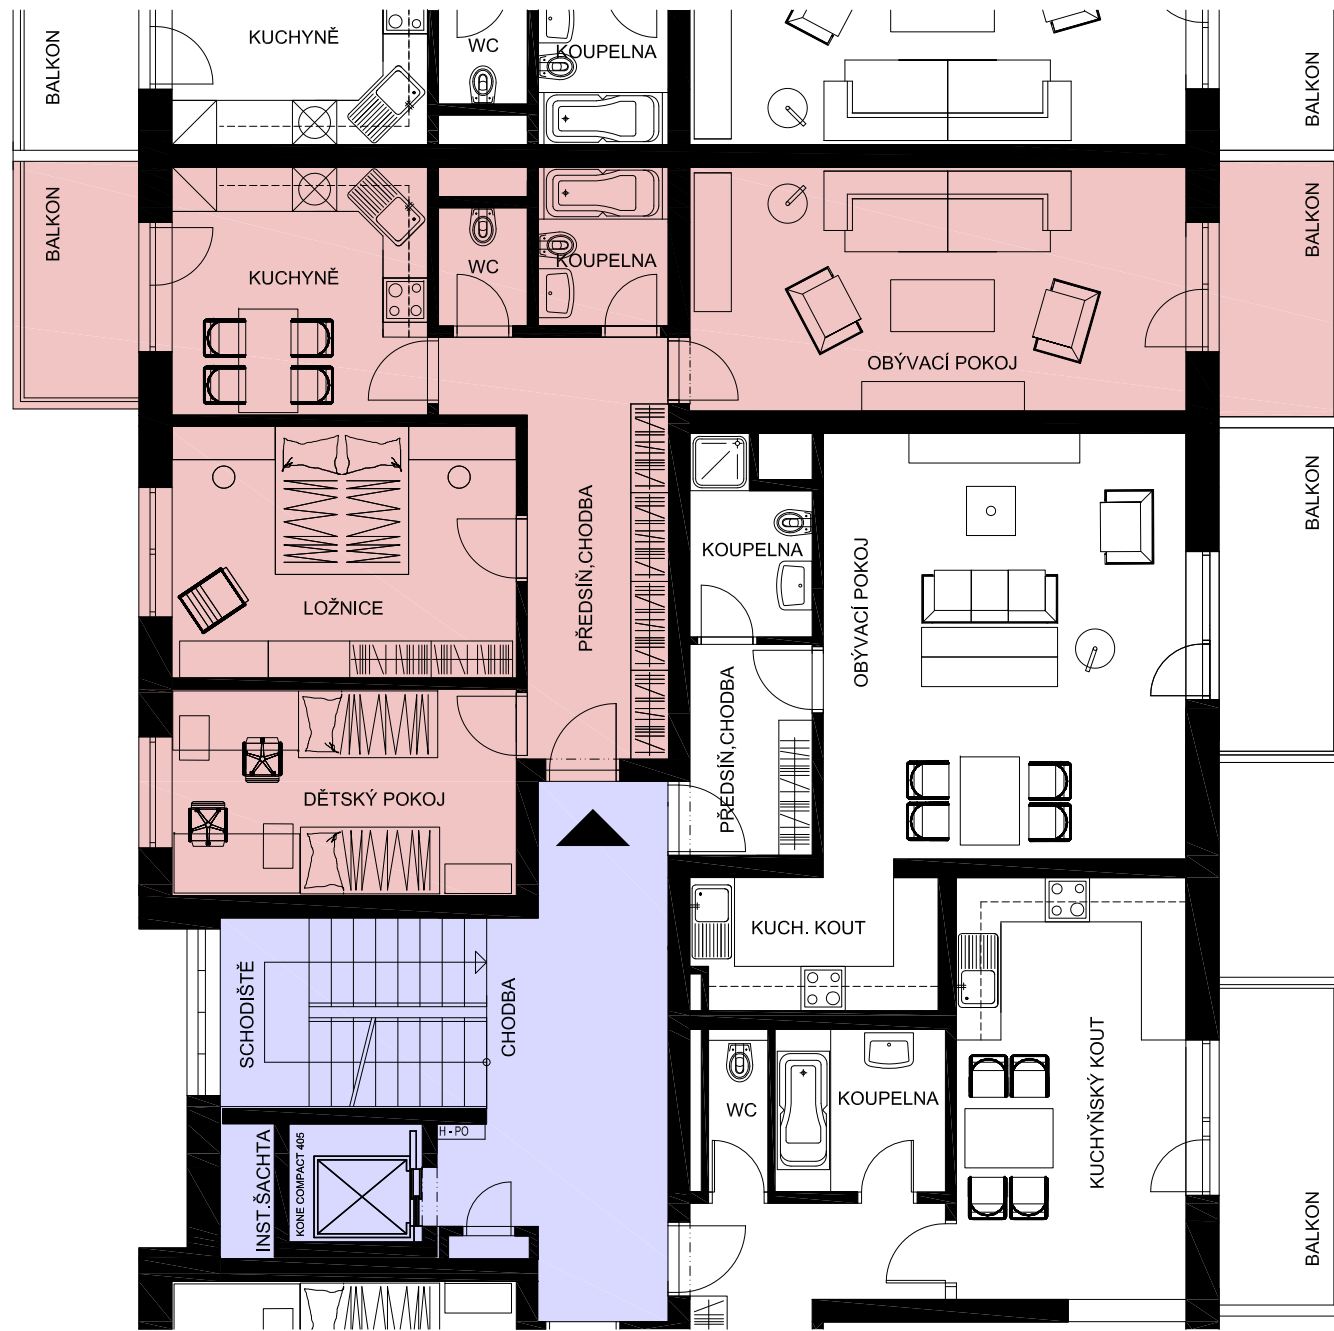 KUCHYNĚ
WC
KOUPELNA
BALKON
BALKON
BALKON
BALKON
KUCHYNĚ
WC
KOUPELNA
OBÝVACÍ POKOJ
LOŽNICE
PŘEDSÍŇ,CHODBA
KOUPELNA
OBÝVACÍ POKOJ
BALKON
DĚTSKÝ POKOJ
PŘEDSÍŇ,CHODBA
KUCH. KOUT
SCHODIŠTĚ
CHODBA
WC
KOUPELNA
KUCHYŇSKÝ KOUT
H-PO
INST.ŠACHTA
KONE COMPACT 405
BALKON